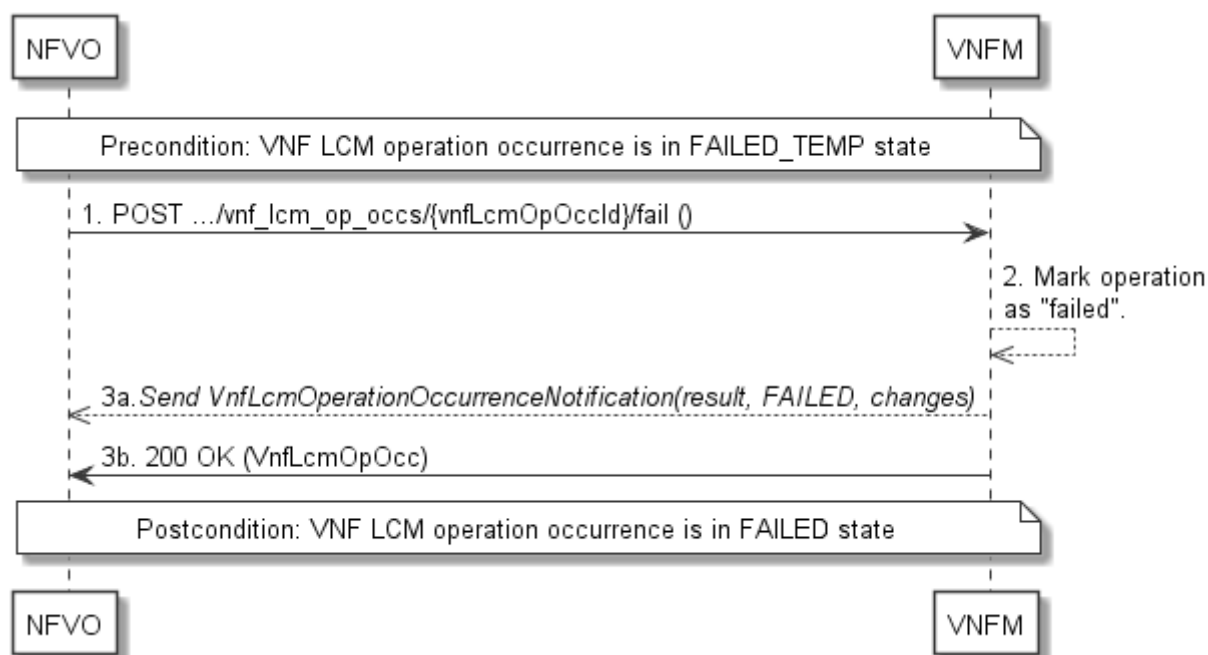 NFVO VNFM
Precondition: VNF LCM operation occurrence is in FAILED_TEMP state
1. POST .../vnf_lcm_op_occs/{vnfLcmOpOccId}/fail ()
2. Mark operation
as "failed".
3a.Send VnfLcmOperationOccurrenceNotification(result, FAILED, changes)
3b. 200 OK (VnfLcmOpOcc)
Postcondition: VNF LCM operation occurrence is in FAILED state
NFVO VNFM